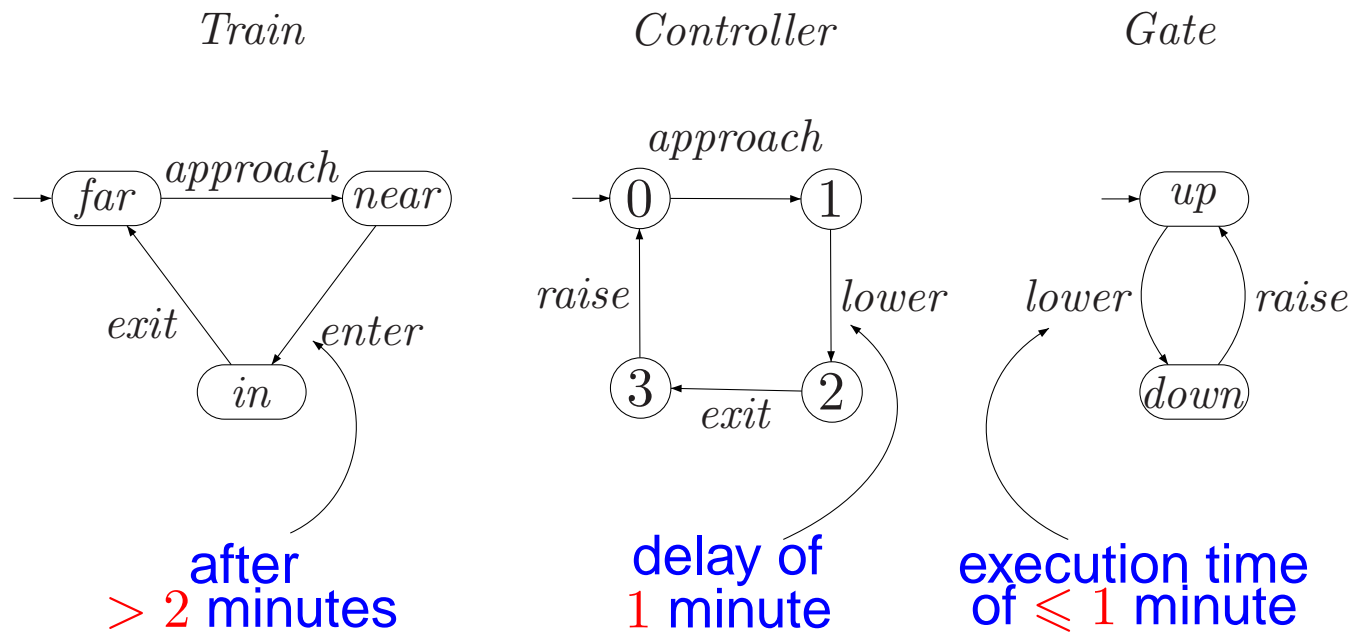 Train
Controller
Gate
approach
approach
far
near
0
1
up
exit
enter
raise
lower
lower
raise
in
3
exit
2
down
after
> 2 minutes
delay of
1 minute
execution time
of ⩽ 1 minute